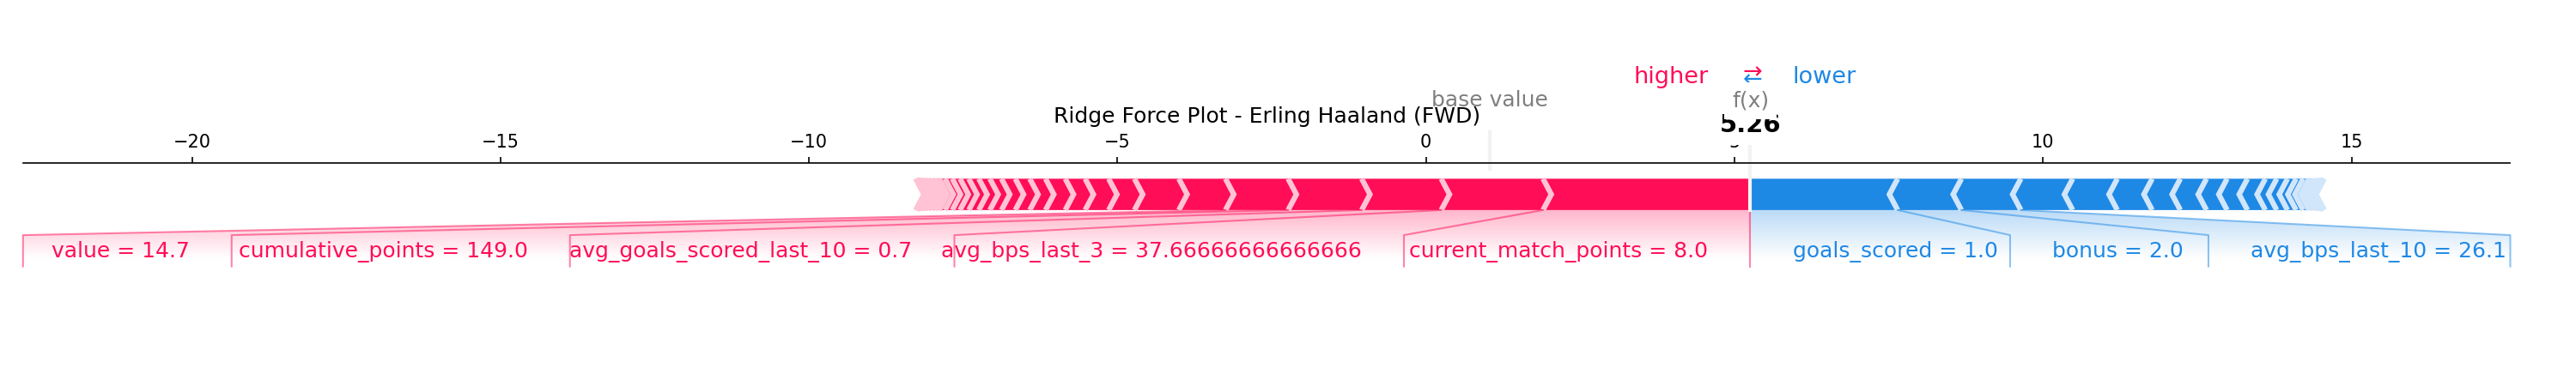 higher ⇄ lower
base value f(x)
Ridge Force Plot - Erling Haaland (FWD) 5.26
−20 −15 −10 −5 0 5 10 15
value = 14.7 cumulative_points = 149.0 avg_goals_scored_last_10 = 0.7 avg_bps_last_3 = 37.66666666666666 current_match_points = 8.0 goals_scored = 1.0 bonus = 2.0 avg_bps_last_10 = 26.1